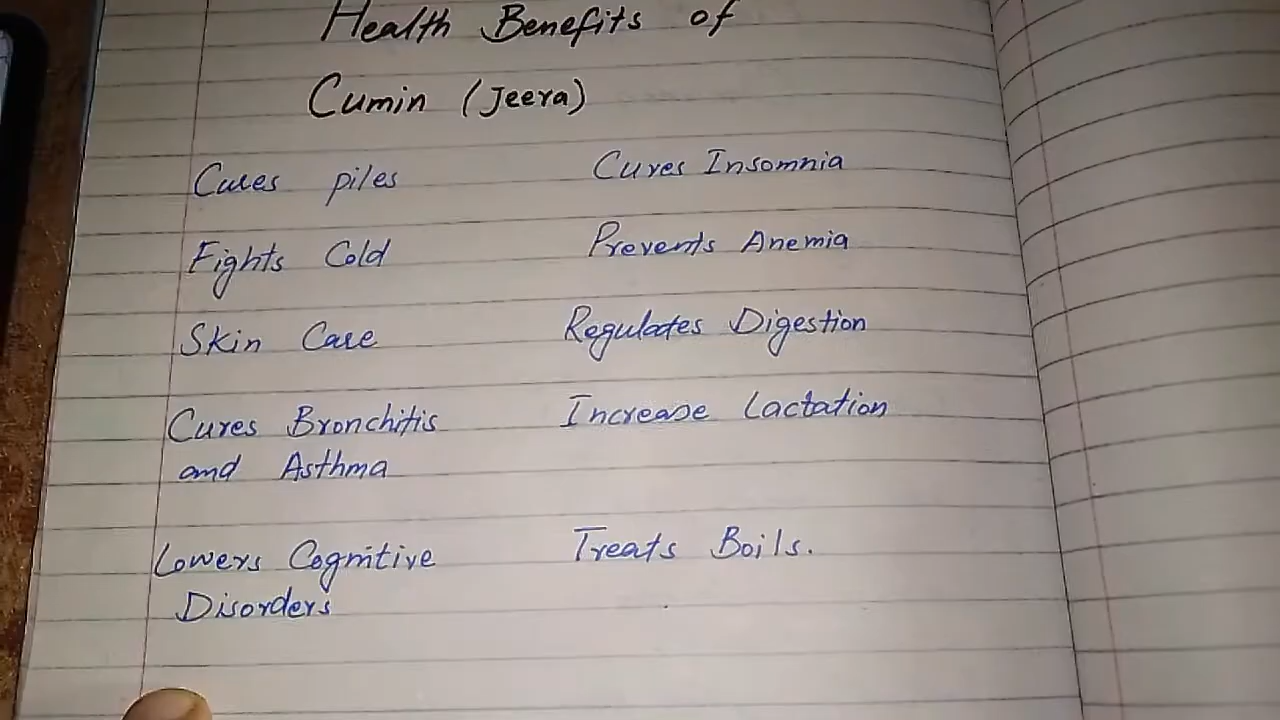 Health Benefits of
Cumin (Jeera)
Cures piles
Cures Insomnia
Fights Cold
Prevents Anemia
Skin Care
Regulates Digestion
Cures Bronchitis
and Asthma
Increase Lactation
Lowers Cognitive
Disorders
Treats Boils.